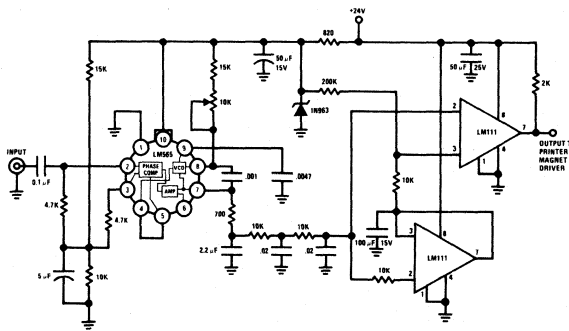 +24V
820
50 µF
15V
50 µF
25V
15K
15K
2K
10K
200K
1N963
LM111
2
8
7
3
1
4
OUTPUT T
PRINTER
MAGNET
DRIVER
INPUT
0.1 µF
LM565
PHASE
COMP
VCO
AMP
1
10
9
2
8
3
7
4
5
6
.001
.0047
10K
4.7K
4.7K
700
10K
10K
100 µF
15V
3
8
LM111
7
2
1
4
5 µF
10K
2.2 µF
.02
.02
10K